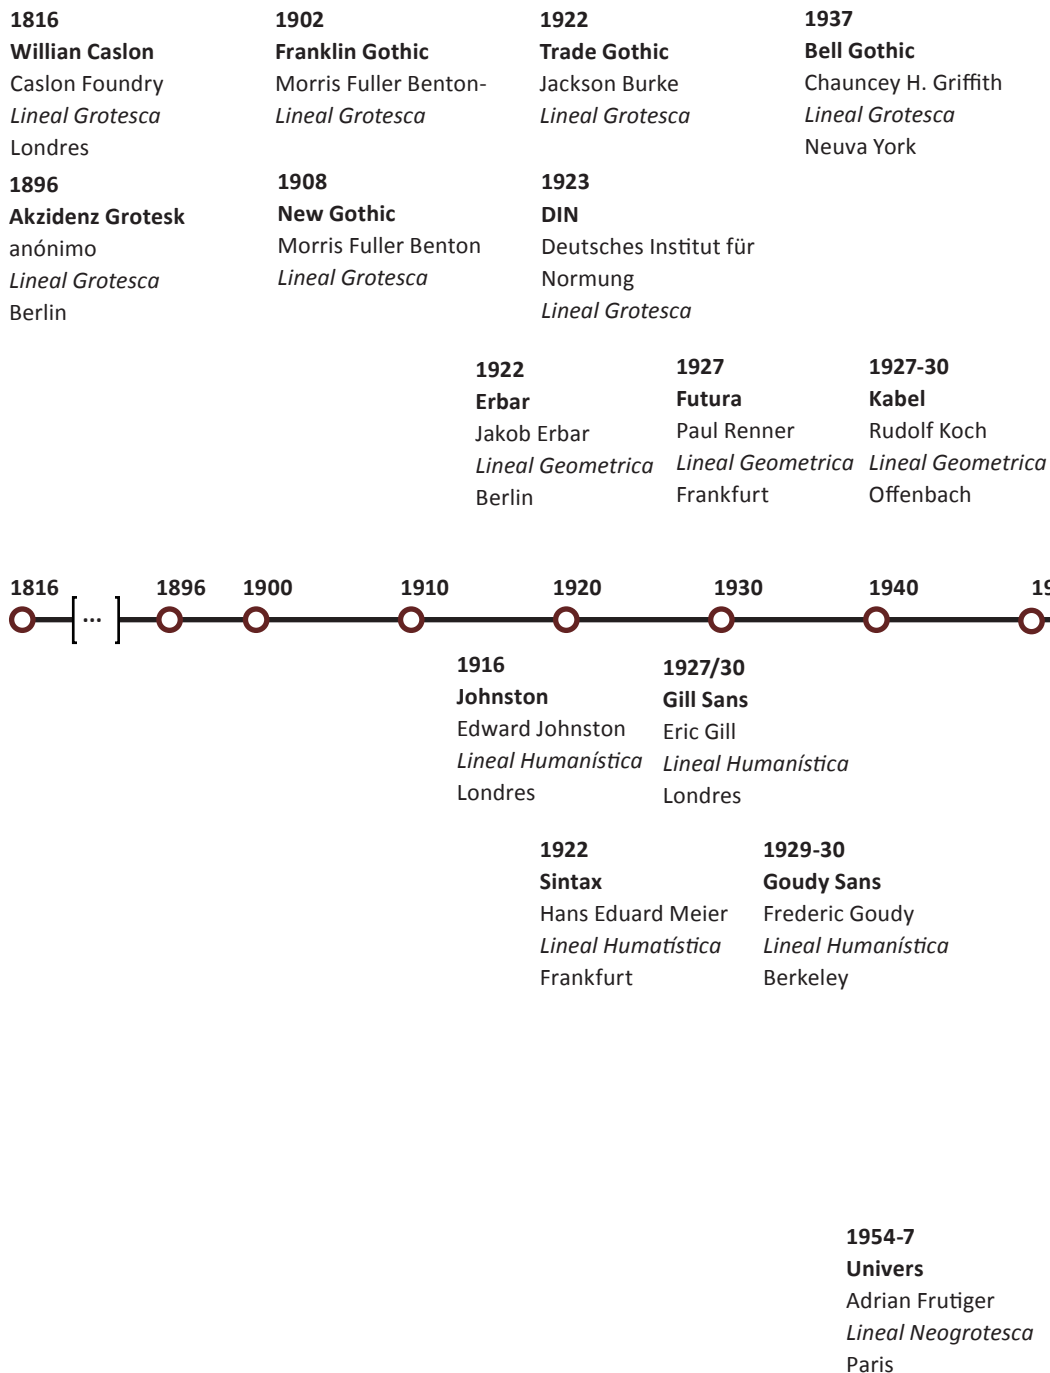 1816
Willian Caslon
Caslon Foundry
Lineal Grotesca
Londres
1902
Franklin Gothic
Morris Fuller Benton-
Lineal Grotesca
1922
Trade Gothic
Jackson Burke
Lineal Grotesca
1937
Bell Gothic
Chauncey H. Griffith
Lineal Grotesca
Neuva York
1896
Akzidenz Grotesk
anónimo
Lineal Grotesca
Berlin
1908
New Gothic
Morris Fuller Benton
Lineal Grotesca
1923
DIN
Deutsches Institut für
Normung
Lineal Grotesca
1922
Erbar
Jakob Erbar
Lineal Geometrica
Berlin
1927
Futura
Paul Renner
Lineal Geometrica
Frankfurt
1927-30
Kabel
Rudolf Koch
Lineal Geometrica
Offenbach
1816 [...] 1896 1900 1910 1920 1930 1940
1916
Johnston
Edward Johnston
Lineal Humanística
Londres
1927/30
Gill Sans
Eric Gill
Lineal Humanística
Londres
1922
Sintax
Hans Eduard Meier
Lineal Humatística
Frankfurt
1929-30
Goudy Sans
Frederic Goudy
Lineal Humanística
Berkeley
1954-7
Univers
Adrian Frutiger
Lineal Neogrotesca
Paris